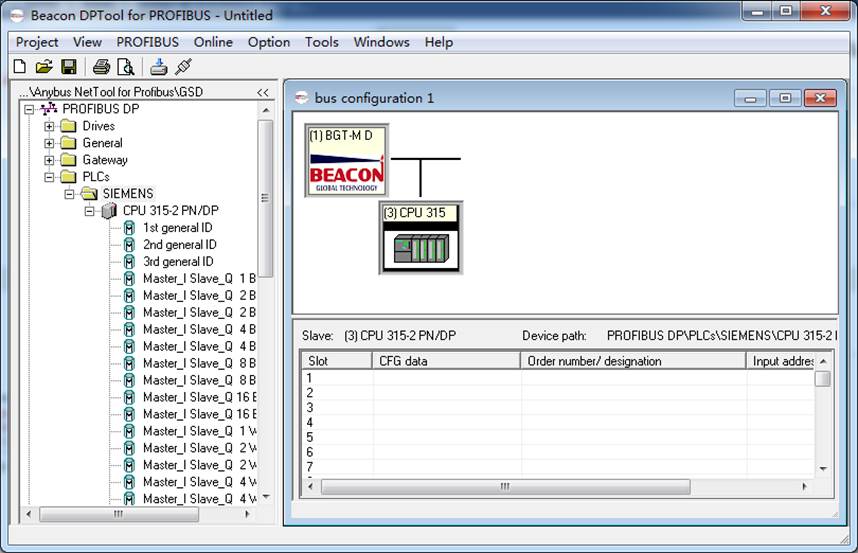 Beacon DPTool for PROFIBUS - Untitled
Project View PROFIBUS Online Option Tools Windows Help
...\Anybus NetTool for Profibus\GSD <<
PROFIBUS DP
Drives
General
Gateway
PLCs
SIEMENS
CPU 315-2 PN/DP
1st general ID
2nd general ID
3rd general ID
Master_I Slave_Q 1 B
Master_I Slave_Q 2 B
Master_I Slave_Q 2 B
Master_I Slave_Q 4 B
Master_I Slave_Q 4 B
Master_I Slave_Q 8 B
Master_I Slave_Q 8 B
Master_I Slave_Q 16 B
Master_I Slave_Q 16 B
Master_I Slave_Q 1 W
Master_I Slave_Q 2 W
Master_I Slave_Q 2 W
Master_I Slave_Q 4 W
Master_I Slave_Q 4 W
bus configuration 1
(1) BGT-M D
BEACON
GLOBAL TECHNOLOGY
(3) CPU 315
Slave: (3) CPU 315-2 PN/DP Device path: PROFIBUS DP\PLCs\SIEMENS\CPU 315-2
Slot CFG data Order number/ designation Input addres
1
2
3
4
5
6
7